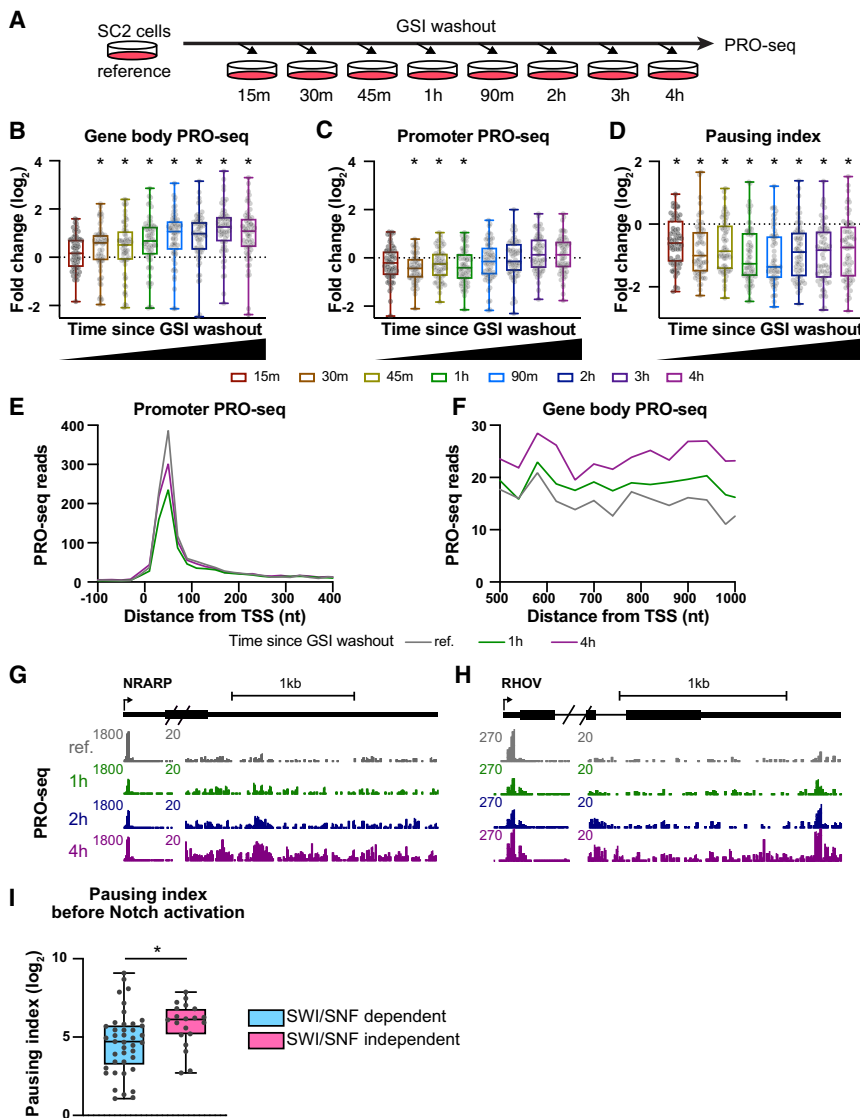 A
SC2 cells
reference
GSI washout
PRO-seq
15m 30m 45m 1h 90m 2h 3h 4h
B
Gene body PRO-seq
Fold change (log2)
4
2
0
-2
* * * * * * *
Time since GSI washout
C
Promoter PRO-seq
Fold change (log2)
4
2
0
-2
* * *
Time since GSI washout
D
Pausing index
Fold change (log2)
2
0
-2
* * * * * * * *
Time since GSI washout
15m 30m 45m 1h 90m 2h 3h 4h
E
Promoter PRO-seq
PRO-seq reads
400
300
200
100
0
-100 0 100 200 300 400
Distance from TSS (nt)
F
Gene body PRO-seq
PRO-seq reads
30
20
10
0
500 600 700 800 900 1000
Distance from TSS (nt)
Time since GSI washout ref. 1h 4h
G
NRARP
1kb
PRO-seq
ref. 1800 20
1h 1800 20
2h 1800 20
4h 1800 20
H
RHOV
1kb
270 20
270 20
270 20
270 20
I
Pausing index
before Notch activation
Pausing index (log2)
10
5
0
*
SWI/SNF dependent
SWI/SNF independent